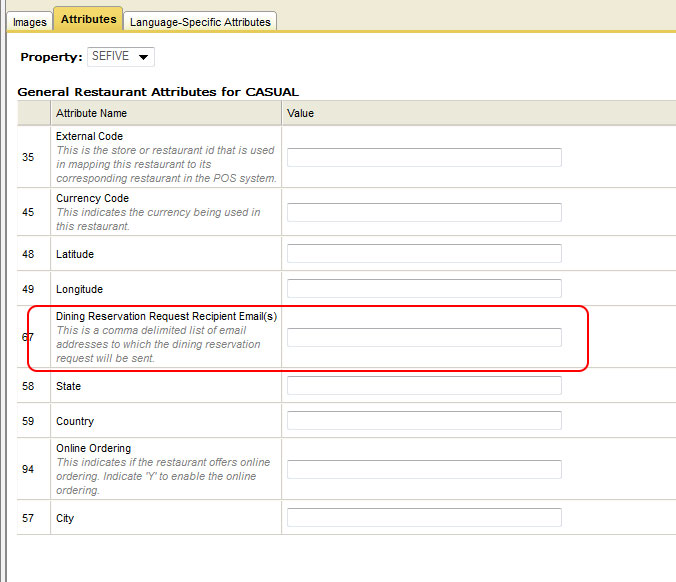 Images Attributes Language-Specific Attributes
Property: SEFIVE
General Restaurant Attributes for CASUAL
Attribute Name Value
External Code
This is the store or restaurant id that is used
35 in mapping this restaurant to its
corresponding restaurant in the POS system.
Currency Code
45 This indicates the currency being used in
this restaurant.
48 Latitude
49 Longitude
Dining Reservation Request Recipient Email(s)
This is a comma delimited list of email
67 addresses to which the dining reservation
request will be sent.
58 State
59 Country
Online Ordering
This indicates if the restaurant offers online
94 ordering. Indicate 'Y' to enable the online
ordering.
57 City